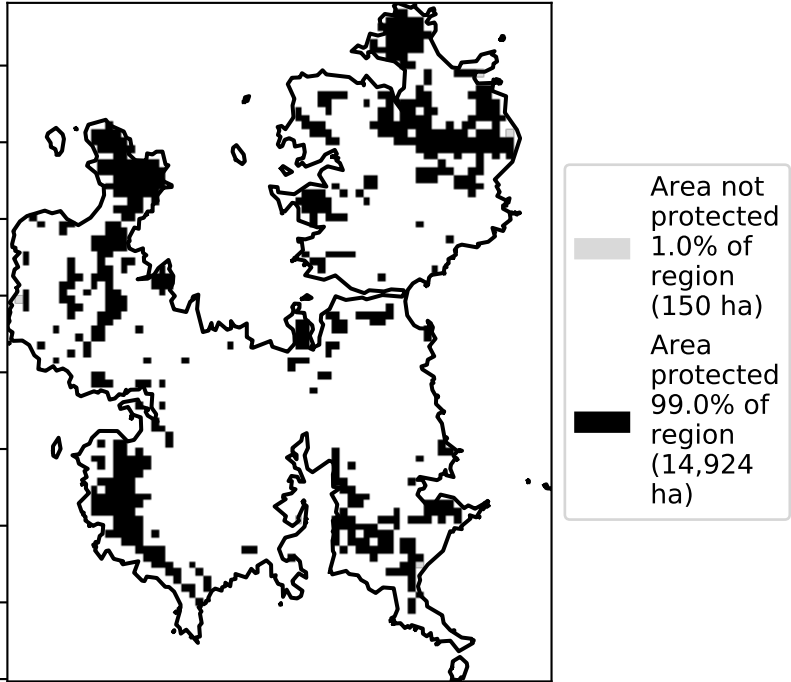 Area not
protected
1.0% of
region
(150 ha)
Area
protected
99.0% of
region
(14,924
ha)